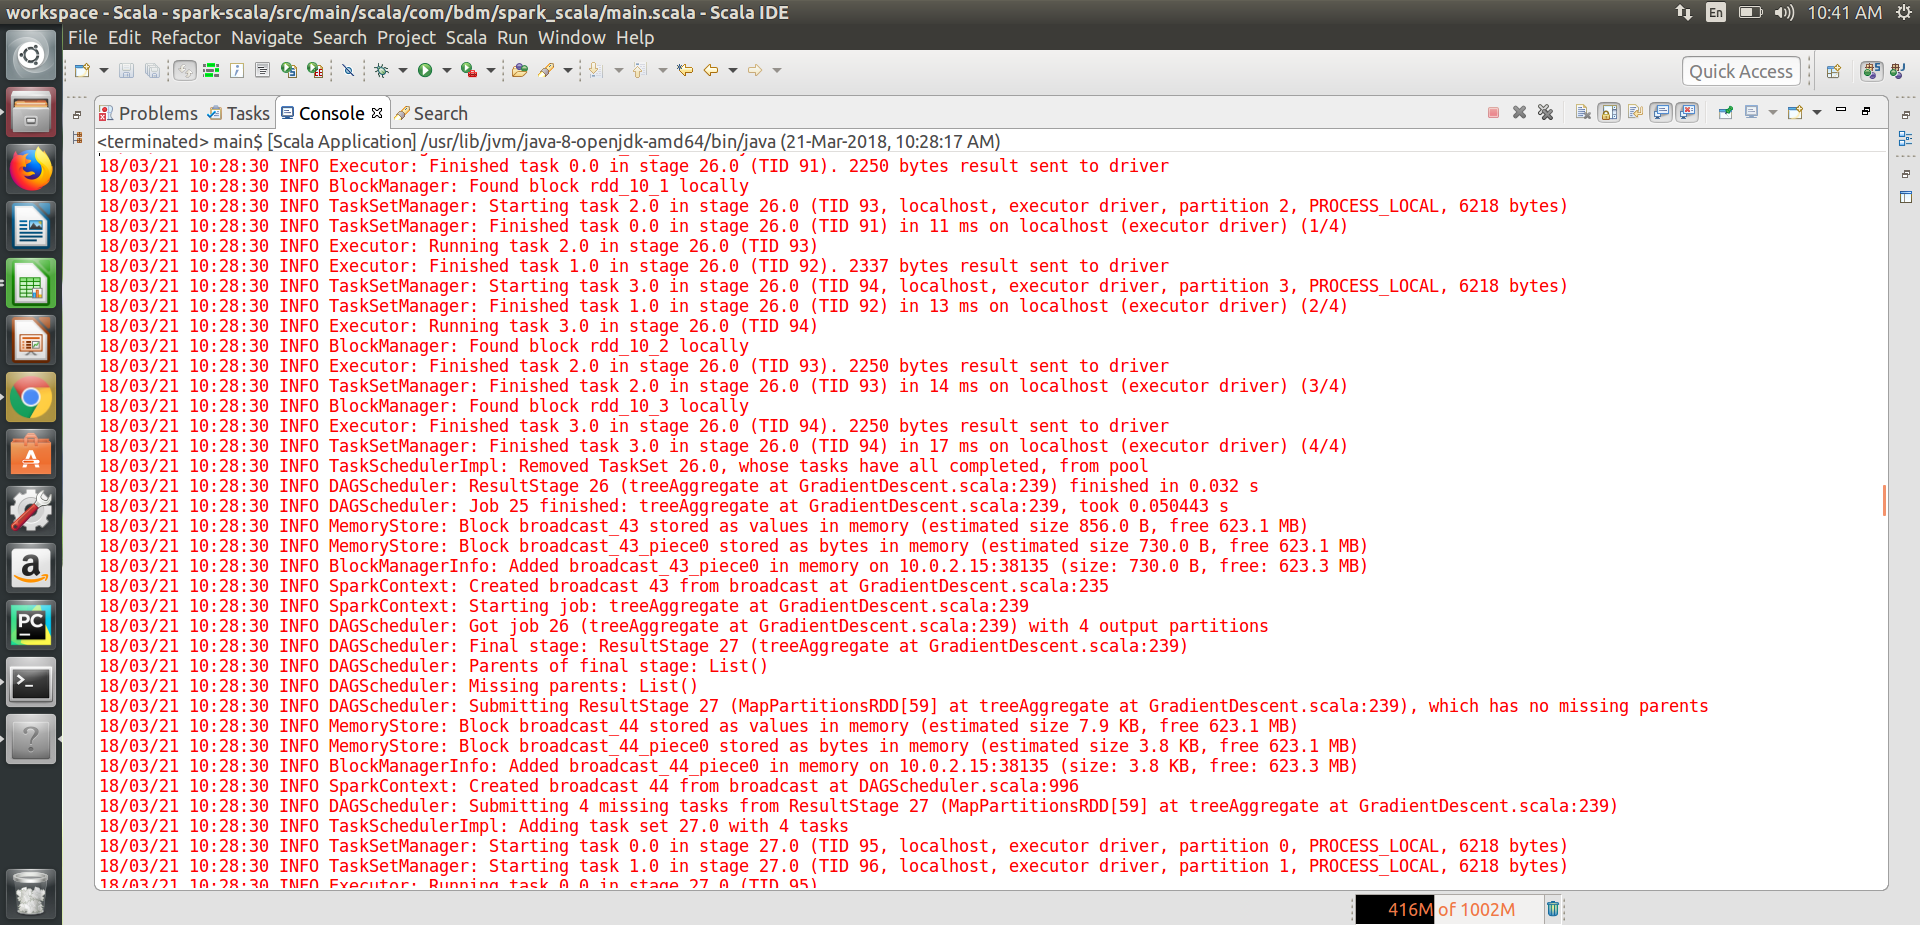 workspace - Scala - spark-scala/src/main/scala/com/bdm/spark_scala/main.scala - Scala IDE
En
10:41 AM
File Edit Refactor Navigate Search Project Scala Run Window Help
Quick Access
Problems Tasks Console Search
<terminated> main$ [Scala Application] /usr/lib/jvm/java-8-openjdk-amd64/bin/java (21-Mar-2018, 10:28:17 AM)
18/03/21 10:28:30 INFO Executor: Finished task 0.0 in stage 26.0 (TID 91). 2250 bytes result sent to driver
18/03/21 10:28:30 INFO BlockManager: Found block rdd_10_1 locally
18/03/21 10:28:30 INFO TaskSetManager: Starting task 2.0 in stage 26.0 (TID 93, localhost, executor driver, partition 2, PROCESS_LOCAL, 6218 bytes)
18/03/21 10:28:30 INFO TaskSetManager: Finished task 0.0 in stage 26.0 (TID 91) in 11 ms on localhost (executor driver) (1/4)
18/03/21 10:28:30 INFO Executor: Running task 2.0 in stage 26.0 (TID 93)
18/03/21 10:28:30 INFO Executor: Finished task 1.0 in stage 26.0 (TID 92). 2337 bytes result sent to driver
18/03/21 10:28:30 INFO TaskSetManager: Starting task 3.0 in stage 26.0 (TID 94, localhost, executor driver, partition 3, PROCESS_LOCAL, 6218 bytes)
18/03/21 10:28:30 INFO TaskSetManager: Finished task 1.0 in stage 26.0 (TID 92) in 13 ms on localhost (executor driver) (2/4)
18/03/21 10:28:30 INFO Executor: Running task 3.0 in stage 26.0 (TID 94)
18/03/21 10:28:30 INFO BlockManager: Found block rdd_10_2 locally
18/03/21 10:28:30 INFO Executor: Finished task 2.0 in stage 26.0 (TID 93). 2250 bytes result sent to driver
18/03/21 10:28:30 INFO TaskSetManager: Finished task 2.0 in stage 26.0 (TID 93) in 14 ms on localhost (executor driver) (3/4)
18/03/21 10:28:30 INFO BlockManager: Found block rdd_10_3 locally
18/03/21 10:28:30 INFO Executor: Finished task 3.0 in stage 26.0 (TID 94). 2250 bytes result sent to driver
18/03/21 10:28:30 INFO TaskSetManager: Finished task 3.0 in stage 26.0 (TID 94) in 17 ms on localhost (executor driver) (4/4)
18/03/21 10:28:30 INFO TaskSchedulerImpl: Removed TaskSet 26.0, whose tasks have all completed, from pool
18/03/21 10:28:30 INFO DAGScheduler: ResultStage 26 (treeAggregate at GradientDescent.scala:239) finished in 0.032 s
18/03/21 10:28:30 INFO DAGScheduler: Job 25 finished: treeAggregate at GradientDescent.scala:239, took 0.050443 s
18/03/21 10:28:30 INFO MemoryStore: Block broadcast_43 stored as values in memory (estimated size 856.0 B, free 623.1 MB)
18/03/21 10:28:30 INFO MemoryStore: Block broadcast_43_piece0 stored as bytes in memory (estimated size 730.0 B, free 623.1 MB)
18/03/21 10:28:30 INFO BlockManagerInfo: Added broadcast_43_piece0 in memory on 10.0.2.15:38135 (size: 730.0 B, free: 623.3 MB)
18/03/21 10:28:30 INFO SparkContext: Created broadcast 43 from broadcast at GradientDescent.scala:235
18/03/21 10:28:30 INFO SparkContext: Starting job: treeAggregate at GradientDescent.scala:239
18/03/21 10:28:30 INFO DAGScheduler: Got job 26 (treeAggregate at GradientDescent.scala:239) with 4 output partitions
18/03/21 10:28:30 INFO DAGScheduler: Final stage: ResultStage 27 (treeAggregate at GradientDescent.scala:239)
18/03/21 10:28:30 INFO DAGScheduler: Parents of final stage: List()
18/03/21 10:28:30 INFO DAGScheduler: Missing parents: List()
18/03/21 10:28:30 INFO DAGScheduler: Submitting ResultStage 27 (MapPartitionsRDD[59] at treeAggregate at GradientDescent.scala:239), which has no missing parents
18/03/21 10:28:30 INFO MemoryStore: Block broadcast_44 stored as values in memory (estimated size 7.9 KB, free 623.1 MB)
18/03/21 10:28:30 INFO MemoryStore: Block broadcast_44_piece0 stored as bytes in memory (estimated size 3.8 KB, free 623.1 MB)
18/03/21 10:28:30 INFO BlockManagerInfo: Added broadcast_44_piece0 in memory on 10.0.2.15:38135 (size: 3.8 KB, free: 623.3 MB)
18/03/21 10:28:30 INFO SparkContext: Created broadcast 44 from broadcast at DAGScheduler.scala:996
18/03/21 10:28:30 INFO DAGScheduler: Submitting 4 missing tasks from ResultStage 27 (MapPartitionsRDD[59] at treeAggregate at GradientDescent.scala:239)
18/03/21 10:28:30 INFO TaskSchedulerImpl: Adding task set 27.0 with 4 tasks
18/03/21 10:28:30 INFO TaskSetManager: Starting task 0.0 in stage 27.0 (TID 95, localhost, executor driver, partition 0, PROCESS_LOCAL, 6218 bytes)
18/03/21 10:28:30 INFO TaskSetManager: Starting task 1.0 in stage 27.0 (TID 96, localhost, executor driver, partition 1, PROCESS_LOCAL, 6218 bytes)
18/03/21 10:28:30 INFO Executor: Running task 0.0 in stage 27.0 (TID 95)
416M of 1002M